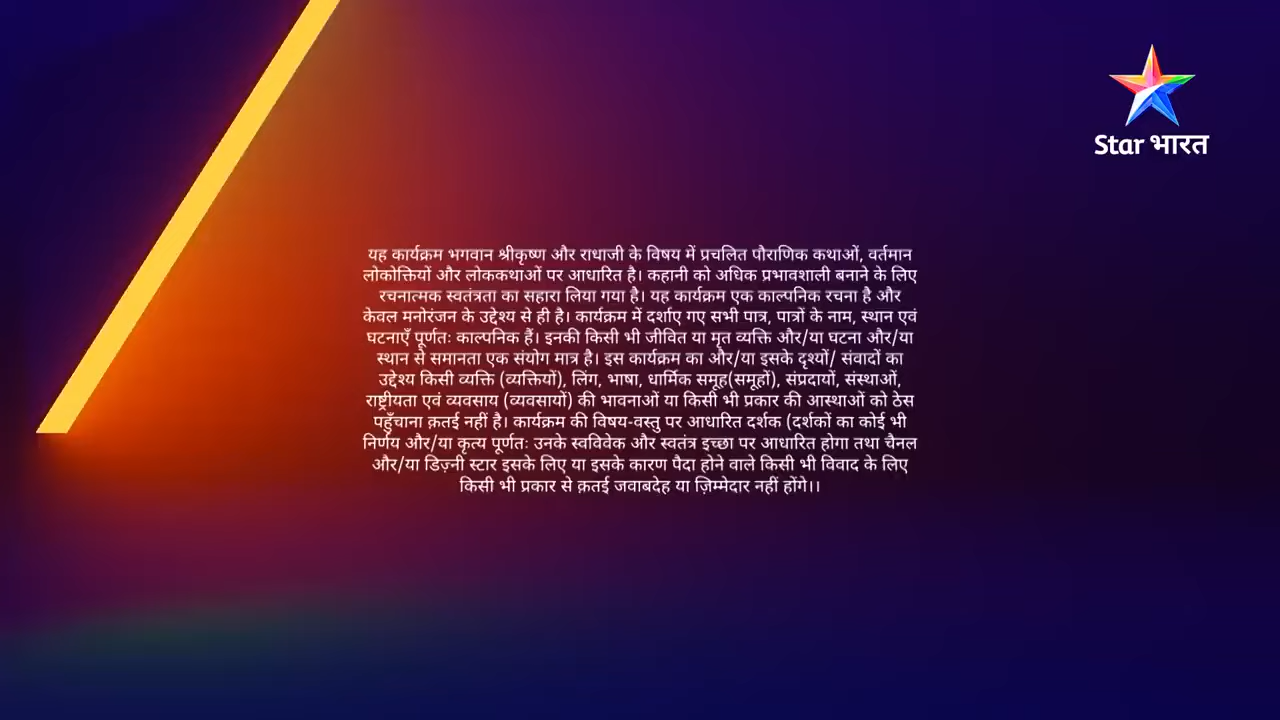 Star भारत
यह कार्यक्रम भगवान श्रीकृष्ण और राधाजी के विषय में प्रचलित पौराणिक कथाओं, वर्तमान
लोकोक्तियों और लोककथाओं पर आधारित है। कहानी को अधिक प्रभावशाली बनाने के लिए
रचनात्मक स्वतंत्रता का सहारा लिया गया है। यह कार्यक्रम एक काल्पनिक रचना है और
केवल मनोरंजन के उद्देश्य से ही है। कार्यक्रम में दर्शाए गए सभी पात्र, पात्रों के नाम, स्थान एवं
घटनाएँ पूर्णतः काल्पनिक हैं। इनकी किसी भी जीवित या मृत व्यक्ति और/या घटना और/या
स्थान से समानता एक संयोग मात्र है। इस कार्यक्रम का और/या इसके दृश्यों/ संवादों का
उद्देश्य किसी व्यक्ति (व्यक्तियों), लिंग, भाषा, धार्मिक समूह(समूहों), संप्रदायों, संस्थाओं,
राष्ट्रीयता एवं व्यवसाय (व्यवसायों) की भावनाओं या किसी भी प्रकार की आस्थाओं को ठेस
पहुँचाना क़तई नहीं है। कार्यक्रम की विषय-वस्तु पर आधारित दर्शक (दर्शकों का कोई भी
निर्णय और/या कृत्य पूर्णतः उनके स्वविवेक और स्वतंत्र इच्छा पर आधारित होगा तथा चैनल
और/या डिज़्नी स्टार इसके लिए या इसके कारण पैदा होने वाले किसी भी विवाद के लिए
किसी भी प्रकार से क़तई जवाबदेह या ज़िम्मेदार नहीं होंगे।।